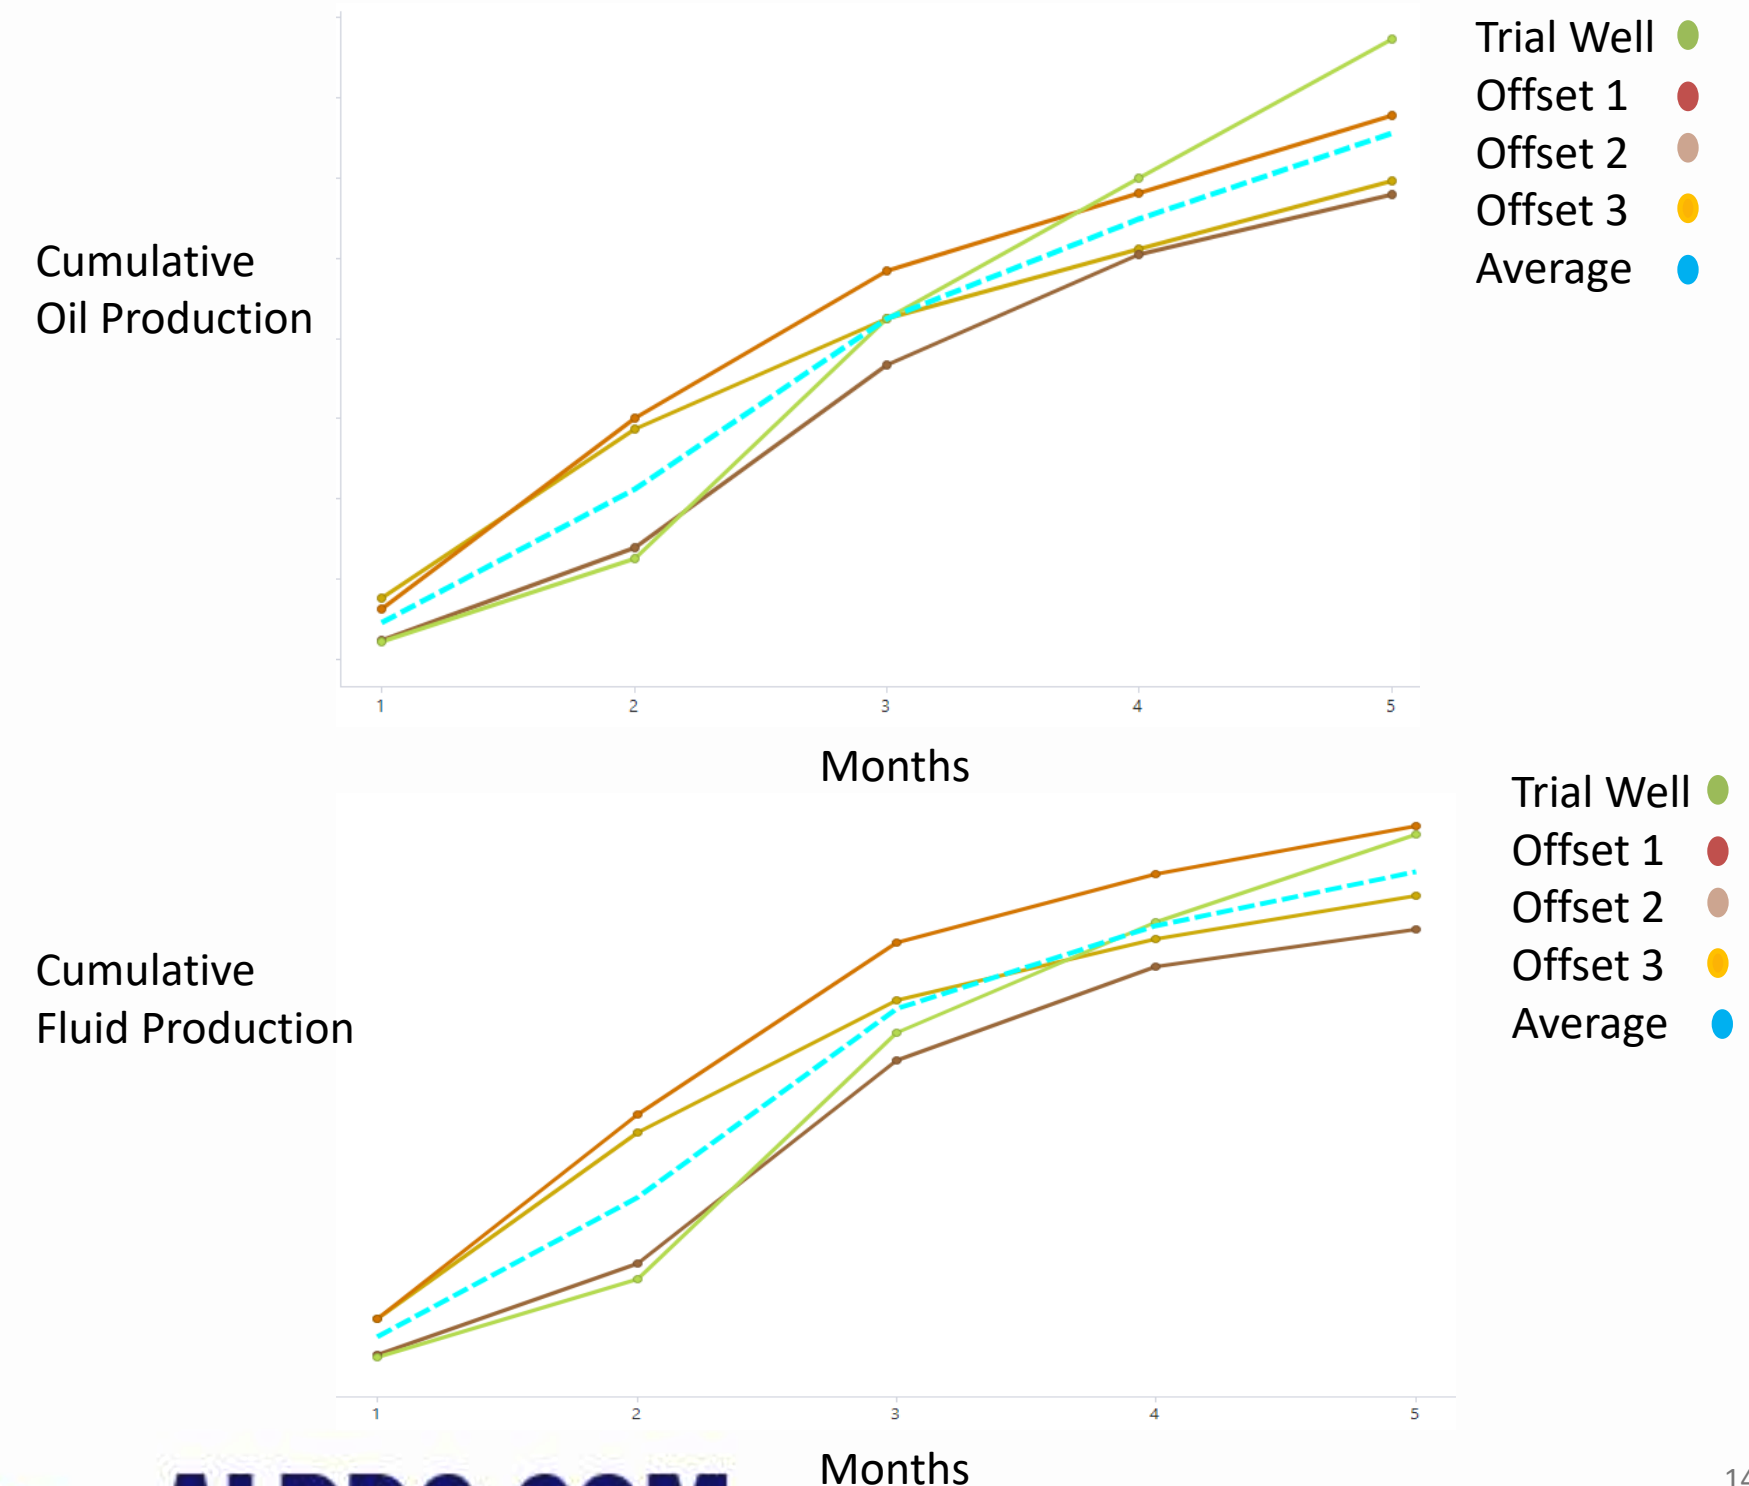 Trial Well
Offset 1
Offset 2
Offset 3
Average
Cumulative
Oil Production
1 2 3 4 5
Months
Trial Well
Offset 1
Offset 2
Offset 3
Average
Cumulative
Fluid Production
1 2 3 4 5
Months
14